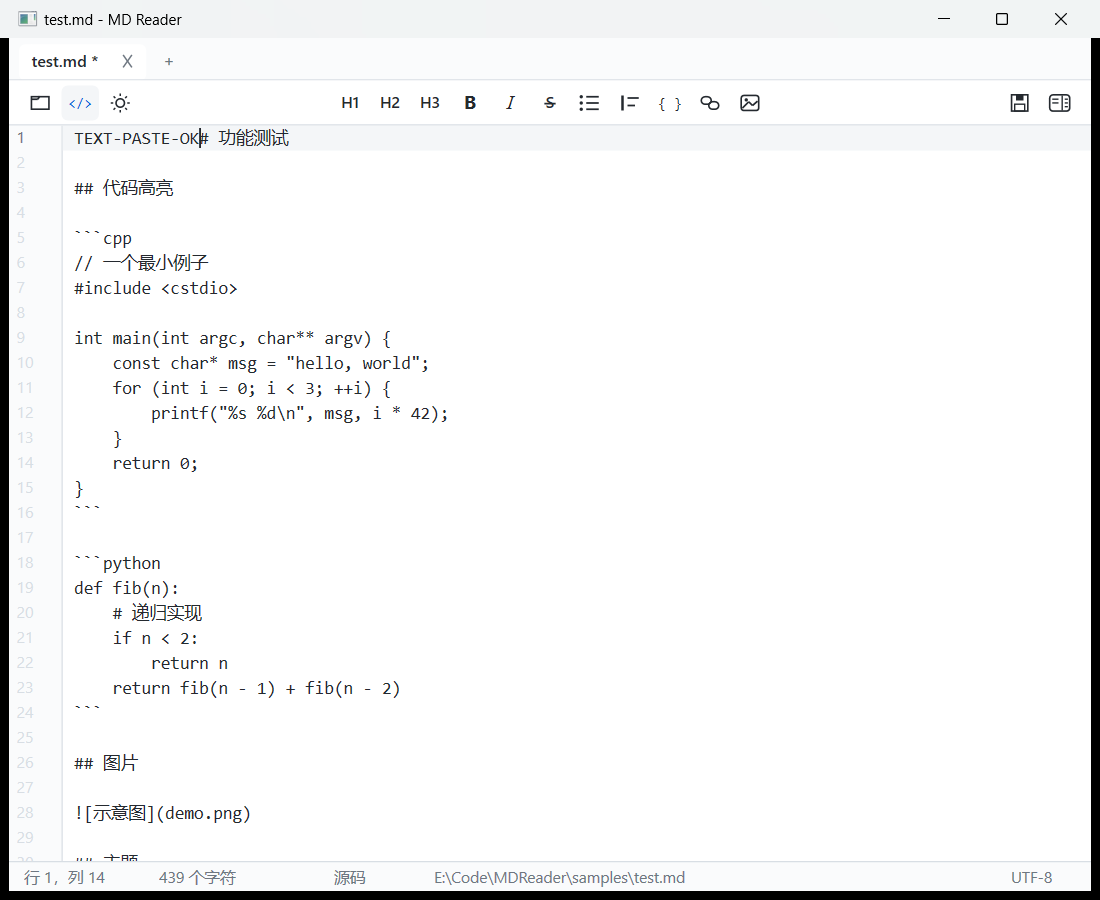 test.md - MD Reader
test.md *
H1 H2 H3 B I S { }
1 TEXT-PASTE-OK# 功能测试
2
3 ## 代码高亮
4
5 ```cpp
6 // 一个最小例子
7 #include <cstdio>
8
9 int main(int argc, char** argv) {
10     const char* msg = "hello, world";
11     for (int i = 0; i < 3; ++i) {
12         printf("%s %d\n", msg, i * 42);
13     }
14     return 0;
15 }
16 ```
17
18 ```python
19 def fib(n):
20     # 递归实现
21     if n < 2:
22         return n
23     return fib(n - 1) + fib(n - 2)
24 ```
25
26 ## 图片
27
28 ![示意图](demo.png)
29
行 1，列 14 439 个字符 源码 E:\Code\MDReader\samples\test.md UTF-8